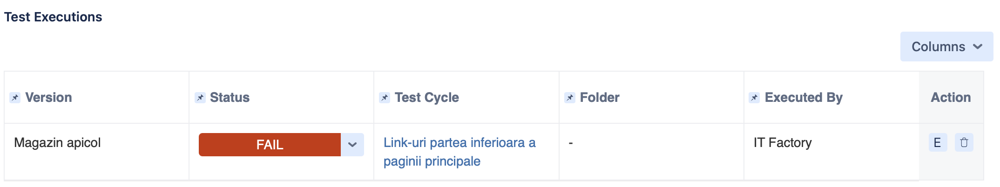 Test Executions
Columns
Version Status Test Cycle Folder Executed By Action
Magazin apicol FAIL Link-uri partea inferioara a - IT Factory E
paginii principale